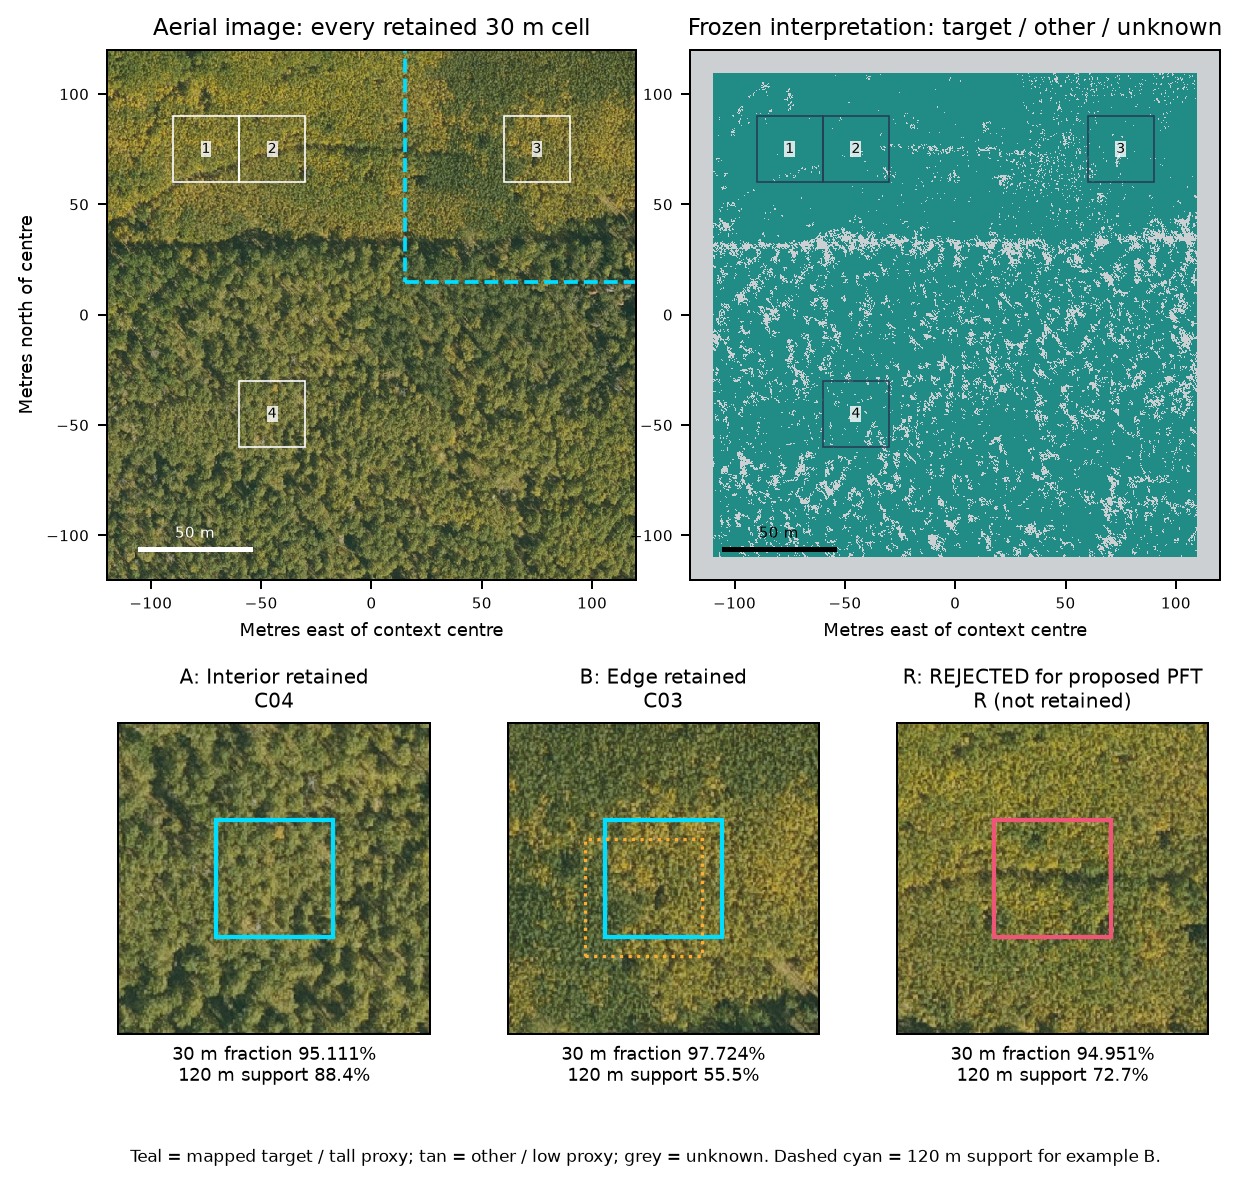 Aerial image: every retained 30 m cell
Frozen interpretation: target / other / unknown
Metres north of centre
100
50
0
−50
−100
1
2
3
4
50 m
−100
−50
0
50
100
Metres east of context centre
100
50
0
−50
−100
1
2
3
4
50 m
−100
−50
0
50
100
Metres east of context centre
A: Interior retained
C04
30 m fraction 95.111%
120 m support 88.4%
B: Edge retained
C03
30 m fraction 97.724%
120 m support 55.5%
R: REJECTED for proposed PFT
R (not retained)
30 m fraction 94.951%
120 m support 72.7%
Teal = mapped target / tall proxy; tan = other / low proxy; grey = unknown. Dashed cyan = 120 m support for example B.